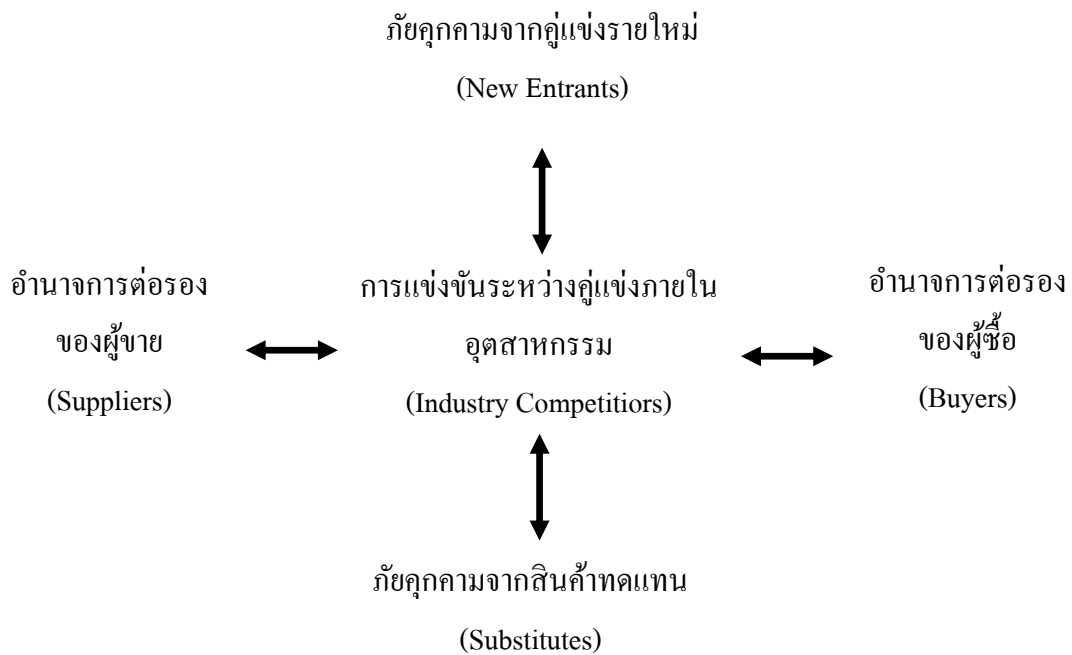 ภัยคุกคามจากคู่แข่งรายใหม่
(New Entrants)
อำนาจการต่อรอง
ของผู้ขาย
(Suppliers)
การแข่งขันระหว่างคู่แข่งภายใน
อุตสาหกรรม
(Industry Competitiors)
อำนาจการต่อรอง
ของผู้ซื้อ
(Buyers)
ภัยคุกคามจากสินค้าทดแทน
(Substitutes)